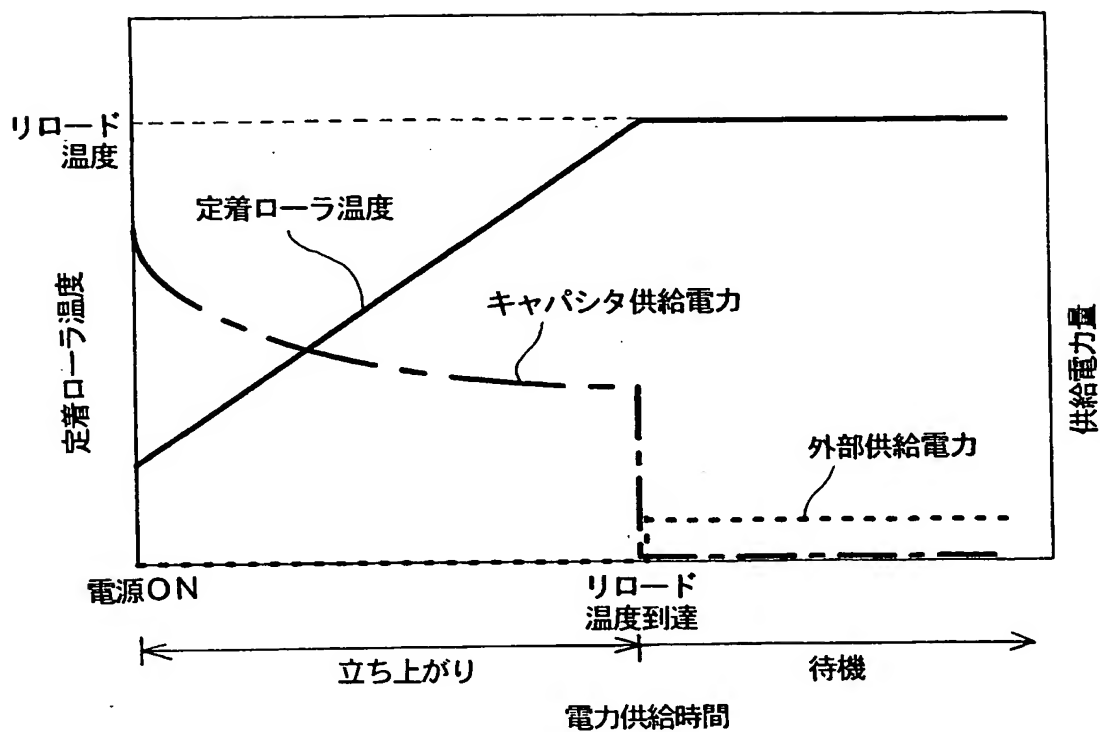 リロード
温度
定着ローラ温度
キャパシタ供給電力
定着ローラ温度
供給電力量
外部供給電力
電源ON
リロード
温度到達
立ち上がり
待機
電力供給時間